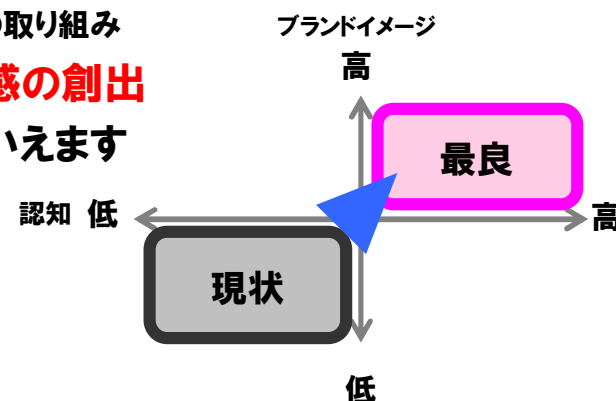 の取り組み
感の創出
いえます
ブランドイメージ
高
最良
認知 低
高
現状
低